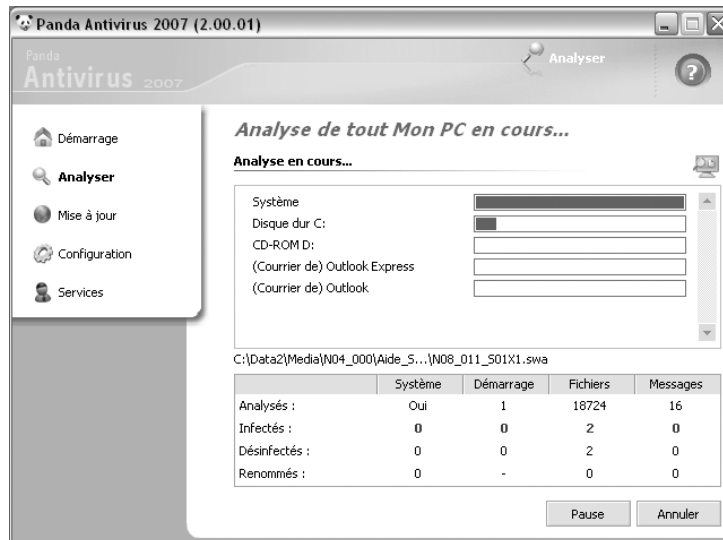 Panda Antivirus 2007 (2.00.01)
Panda
Antivirus 2007
Analyser
?
Démarrage
Analyser
Mise à jour
Configuration
Services
Analyse de tout Mon PC en cours...
Analyse en cours...
Système
Disque dur C:
CD-ROM D:
(Courrier de) Outlook Express
(Courrier de) Outlook
C:\Data2\Media\N04_000\Aide_S...\N08_011_S01X1.swa
Système Démarrage Fichiers Messages
Analysés : Oui 1 18724 16
Infectés : 0 0 2 0
Désinfectés : 0 0 2 0
Renommés : 0 - 0 0
Pause Annuler